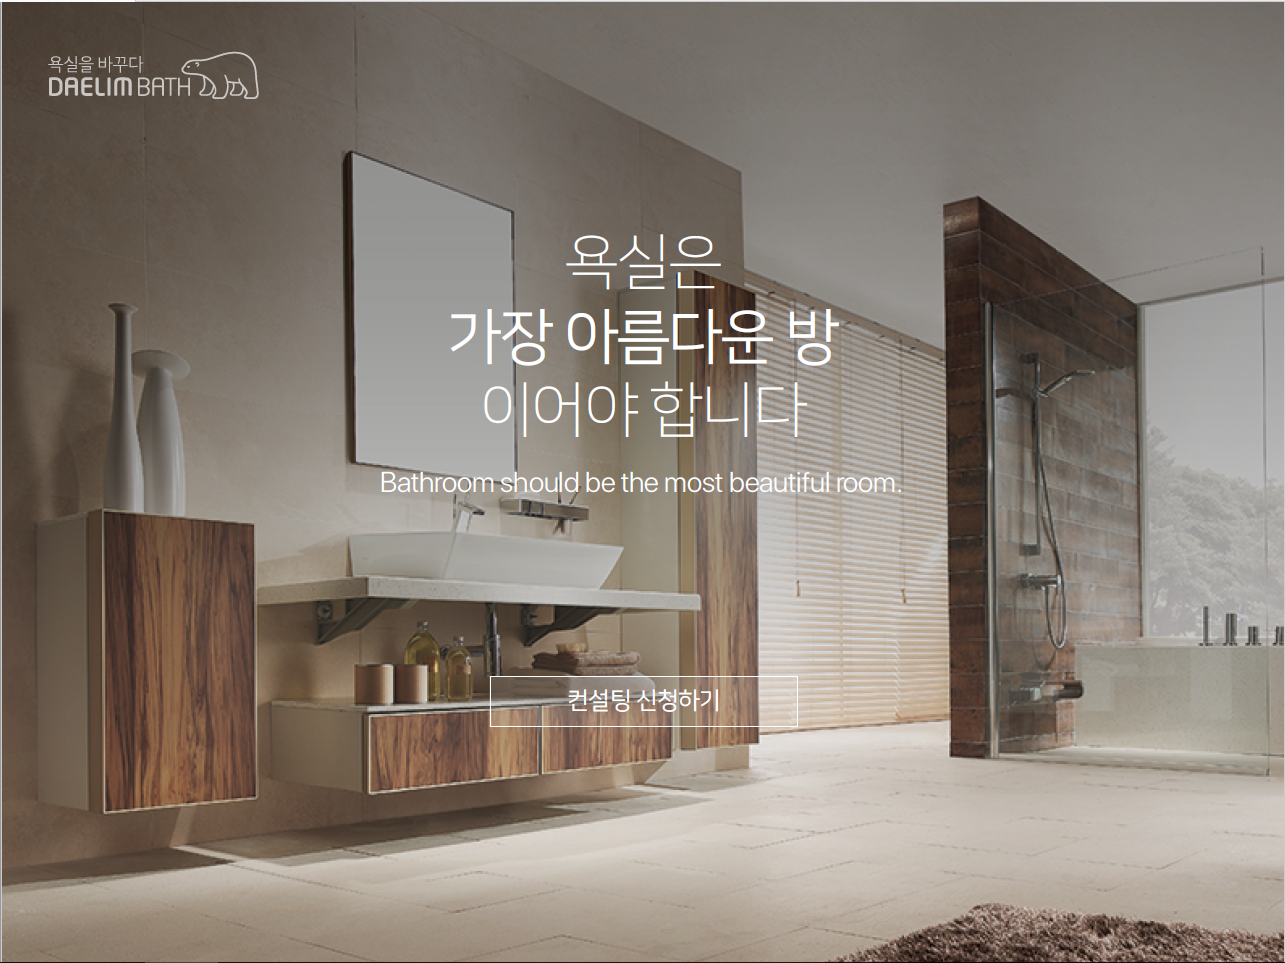 욕실을 바꾸다
DAELIM BATH
욕실은
가장 아름다운 방
이어야 합니다
Bathroom should be the most beautiful room.
컨설팅 신청하기